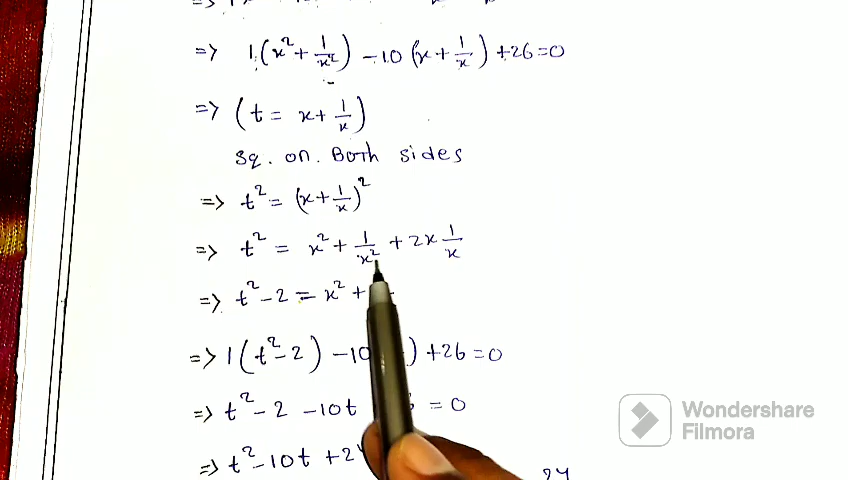 => 1(x² + 1/x²) - 10(x + 1/x) + 26 = 0
=> (t = x + 1/x)
Sq. on. Both sides
=> t² = (x + 1/x)²
=> t² = x² + 1/x² + 2x 1/x
=> t² - 2 = x² +
=> 1(t² - 2) - 10 ) + 26 = 0
=> t² - 2 - 10t = 0
=> t² - 10t + 2
24
Wondershare
Filmora